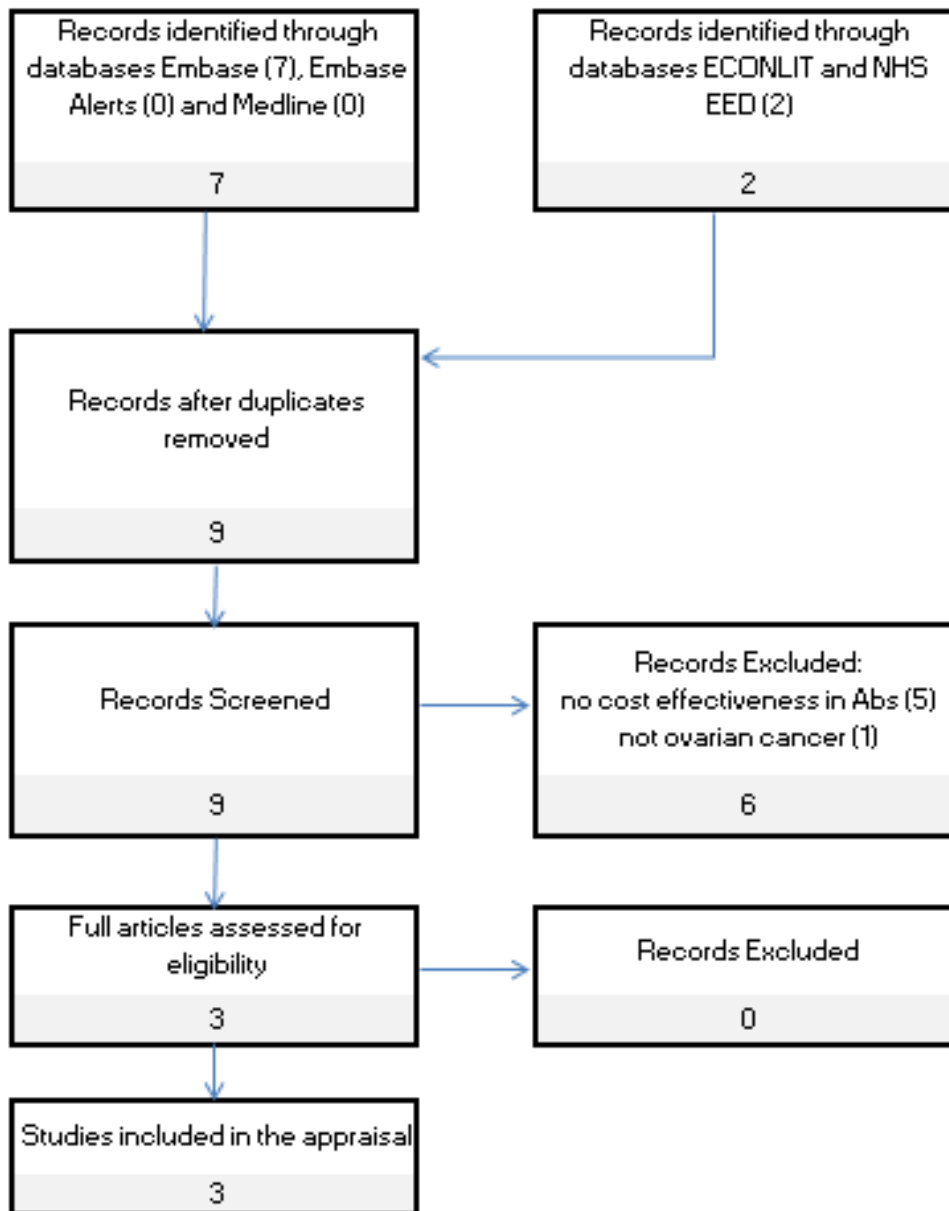 Records identified through
databases Embase (7), Embase
Alerts (0) and Medline (0)
7
Records identified through
databases ECONLIT and NHS
EED (2)
2
Records after duplicates
removed
9
Records Screened
9
Records Excluded:
no cost effectiveness in Abs (5)
not ovarian cancer (1)
6
Full articles assessed for
eligibility
3
Records Excluded
0
Studies included in the appraisal
3